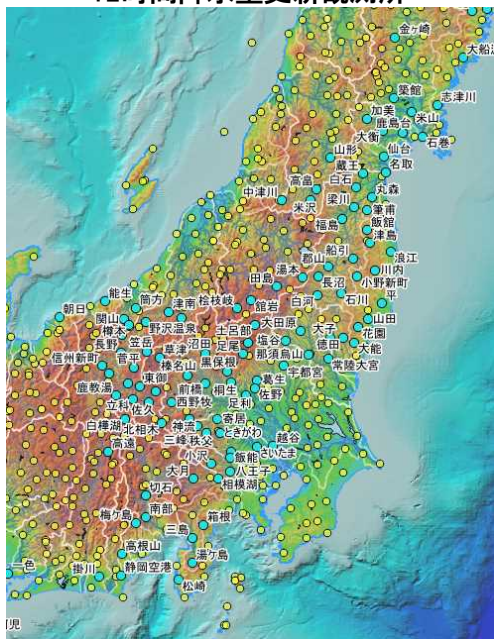 金ヶ崎
大船
築館
志津川
加美
鹿島台
米山
大衡
石巻
山形
仙台
蔵王
名取
高畠
白石
中津川
丸森
米沢
梁川
筆甫
福島
飯舘
津島
船引
浪江
郡山
湯本
川内
田島
長沼
小野新町
能生
朝日
筒方
津南
桧枝岐
舘岩
白河
石川
平
関山
樽本
野沢温泉
土呂部
大田原
大子
山田
花園
長野
笠岳
草津
沼田
足尾
塩谷
徳田
大能
信州新町
菅平
榛名山
黒保根
那須烏山
常陸大宮
鹿教湯
東御
前橋
桐生
葛生
宇都宮
立科
佐久
西野牧
足利
佐野
白樺湖
北相木
神流
寄居
ときがわ
高遠
三峰
秩父
越谷
小沢
飯能
さいたま
大月
八王子
切石
相模湖
梅ヶ島
南部
箱根
三島
高根山
湯ヶ島
一色
掛川
静岡空港
松崎
児